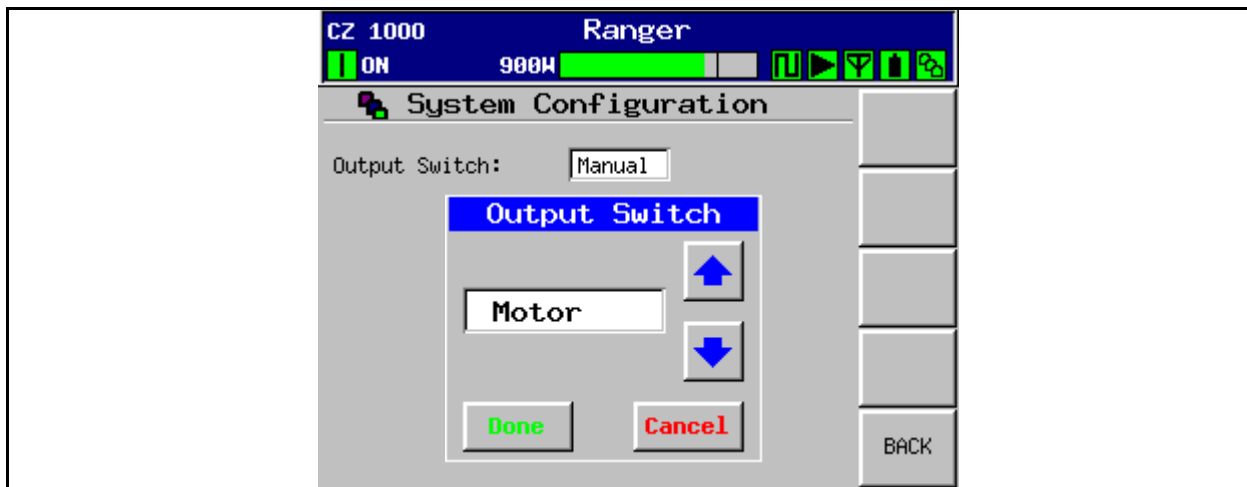 CZ 1000 Ranger
ON 900W
System Configuration
Output Switch: Manual
Output Switch
Motor
Done Cancel
BACK